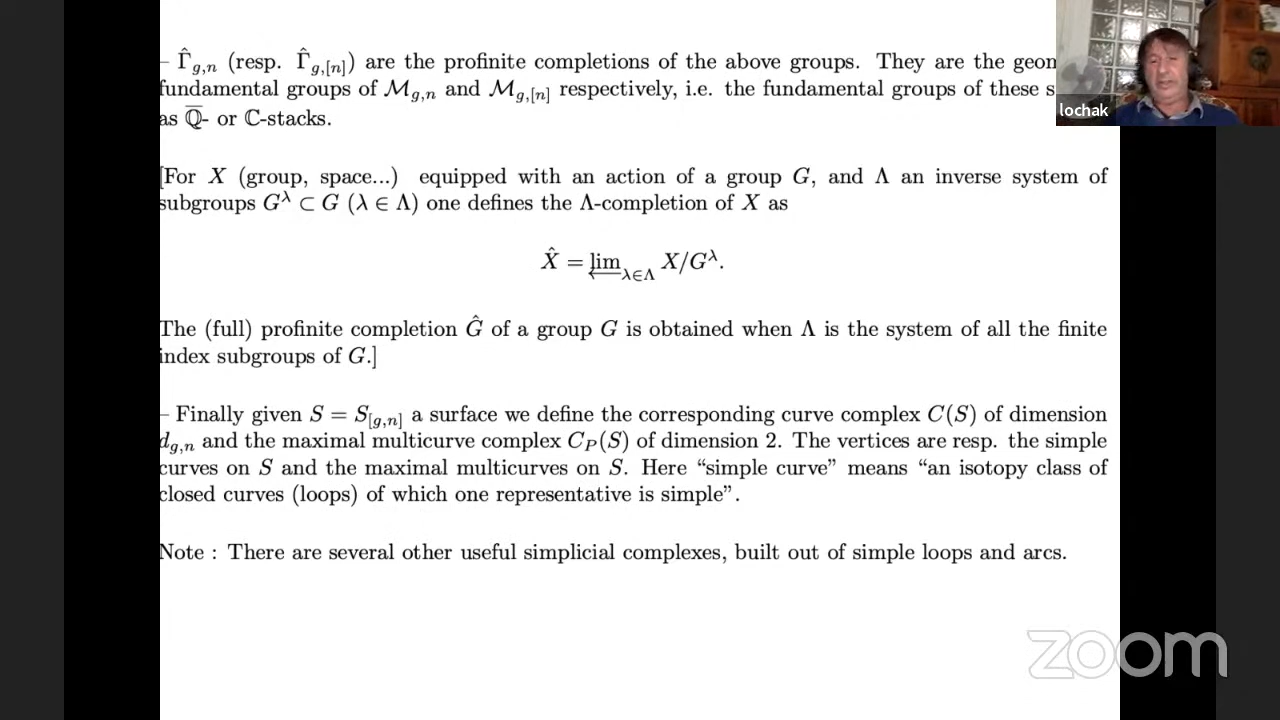 – Γ̂g,n (resp. Γ̂g,[n]) are the profinite completions of the above groups. They are the geom
fundamental groups of ℳg,n and ℳg,[n] respectively, i.e. the fundamental groups of these s
as ℚ̅- or ℂ-stacks.
[For X (group, space...) equipped with an action of a group G, and Λ an inverse system of
subgroups G^λ ⊂ G (λ ∈ Λ) one defines the Λ-completion of X as
X̂ = lim←λ∈Λ X/G^λ.
The (full) profinite completion Ĝ of a group G is obtained when Λ is the system of all the finite
index subgroups of G.]
– Finally given S = S[g,n] a surface we define the corresponding curve complex C(S) of dimension
dg,n and the maximal multicurve complex CP(S) of dimension 2. The vertices are resp. the simple
curves on S and the maximal multicurves on S. Here “simple curve” means “an isotopy class of
closed curves (loops) of which one representative is simple”.
Note : There are several other useful simplicial complexes, built out of simple loops and arcs.
lochak
zoom